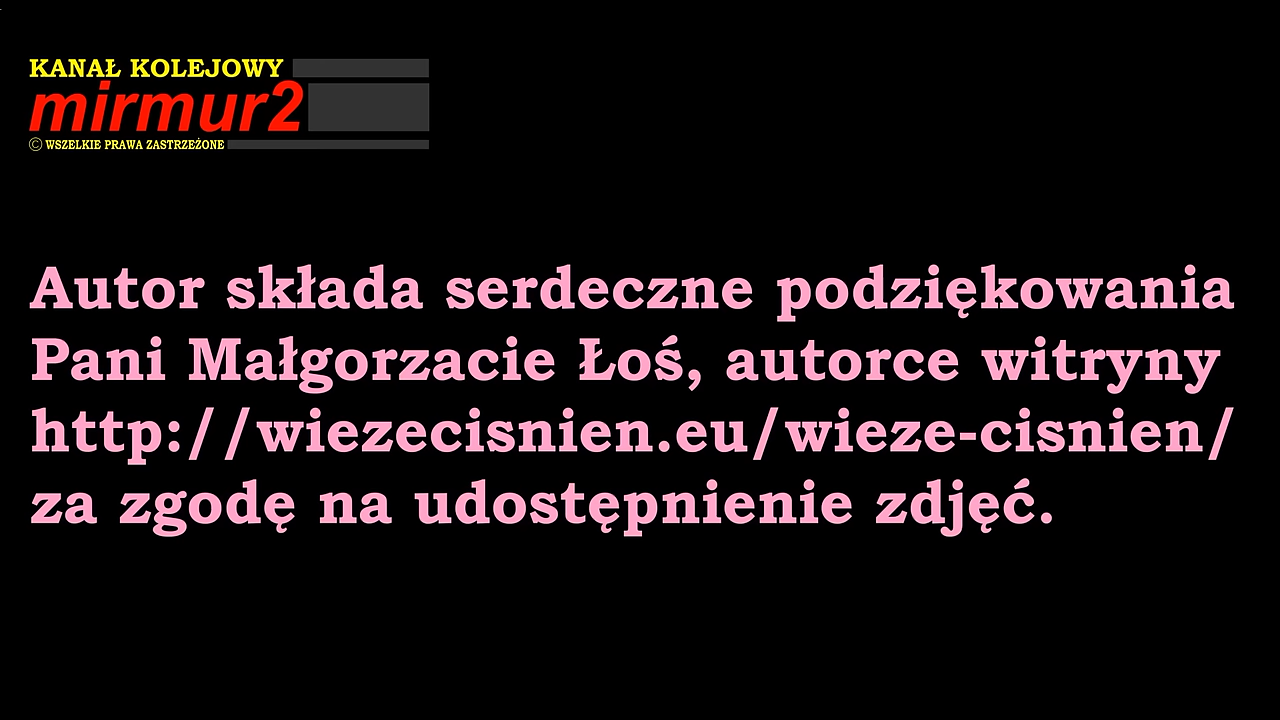 KANAŁ KOLEJOWY
mirmur2
© WSZELKIE PRAWA ZASTRZEŻONE
Autor składa serdeczne podziękowania
Pani Małgorzacie Łoś, autorce witryny
http://wiezecisnien.eu/wieze-cisnien/
za zgodę na udostępnienie zdjęć.